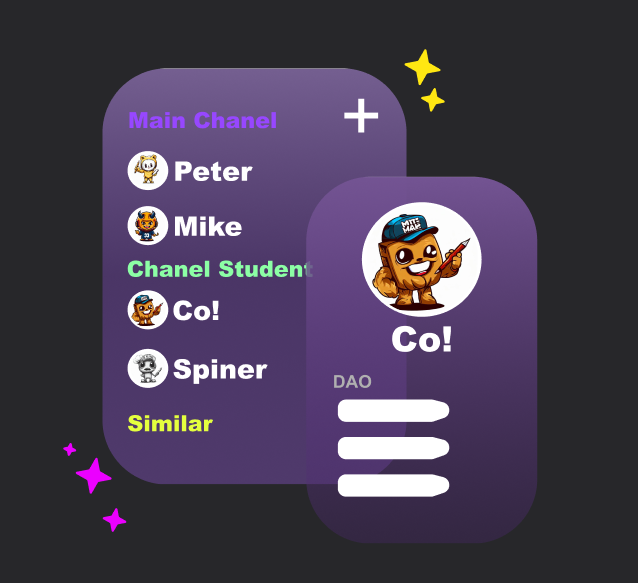 Main Chanel
Peter
Mike
Chanel Student
Co!
Spiner
Similar
Co!
DAO